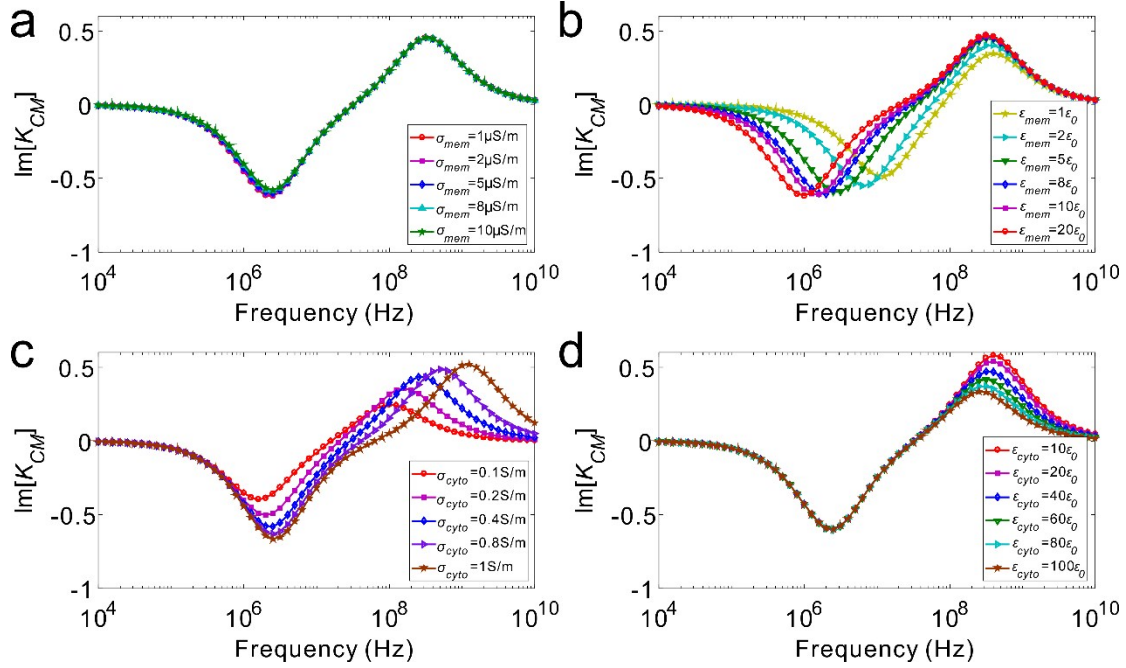 a
0.5
0
-0.5
-1
Im[K_CM]
10^4 10^6 10^8 10^10
Frequency (Hz)
σ_mem=1μS/m
σ_mem=2μS/m
σ_mem=5μS/m
σ_mem=8μS/m
σ_mem=10μS/m
b
0.5
0
-0.5
-1
Im[K_CM]
10^4 10^6 10^8 10^10
Frequency (Hz)
ε_mem=1ε_0
ε_mem=2ε_0
ε_mem=5ε_0
ε_mem=8ε_0
ε_mem=10ε_0
ε_mem=20ε_0
c
0.5
0
-0.5
-1
Im[K_CM]
10^4 10^6 10^8 10^10
Frequency (Hz)
σ_cyto=0.1S/m
σ_cyto=0.2S/m
σ_cyto=0.4S/m
σ_cyto=0.8S/m
σ_cyto=1S/m
d
0.5
0
-0.5
-1
Im[K_CM]
10^4 10^6 10^8 10^10
Frequency (Hz)
ε_cyto=10ε_0
ε_cyto=20ε_0
ε_cyto=40ε_0
ε_cyto=60ε_0
ε_cyto=80ε_0
ε_cyto=100ε_0